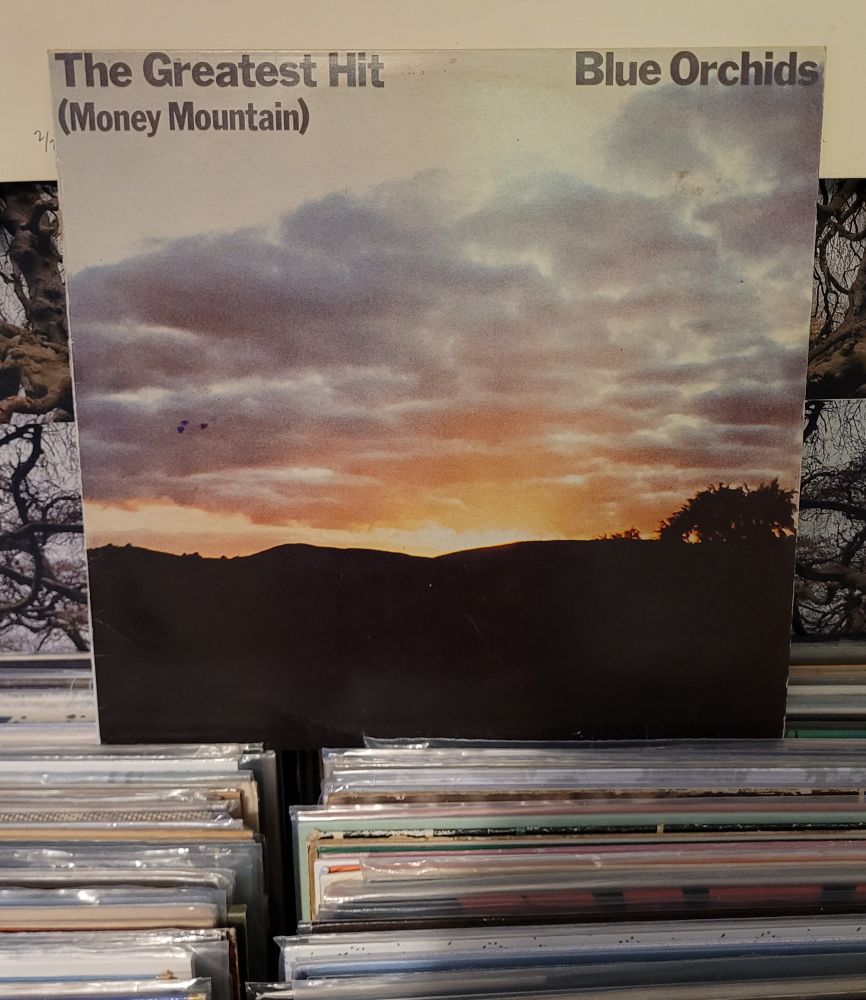 The Greatest Hit
(Money Mountain)
Blue Orchids